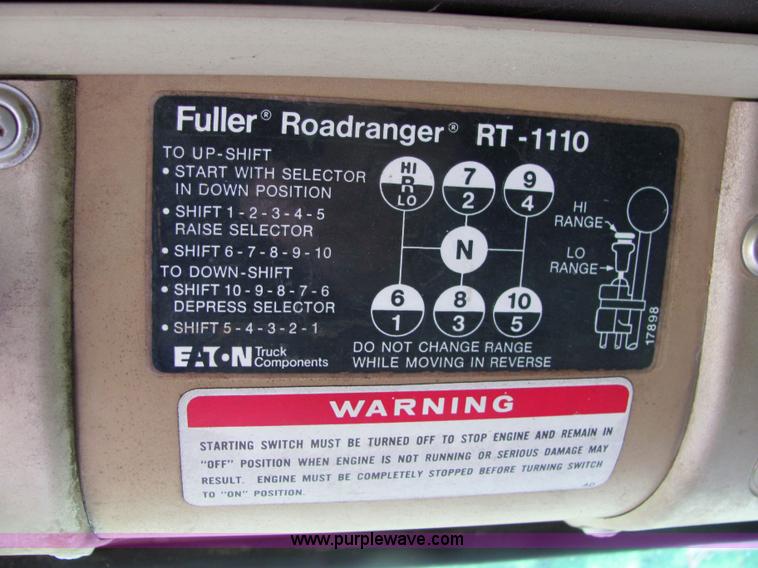 Fuller® Roadranger® RT-1110
TO UP-SHIFT
• START WITH SELECTOR
IN DOWN POSITION
• SHIFT 1-2-3-4-5
RAISE SELECTOR
• SHIFT 6-7-8-9-10
TO DOWN-SHIFT
• SHIFT 10-9-8-7-6
DEPRESS SELECTOR
• SHIFT 5-4-3-2-1
EATON Truck
Components
HI
R
LO
7
2
9
4
N
6
1
8
3
10
5
DO NOT CHANGE RANGE
WHILE MOVING IN REVERSE
HI
RANGE
LO
RANGE
17898
WARNING
STARTING SWITCH MUST BE TURNED OFF TO STOP ENGINE AND REMAIN IN
"OFF" POSITION WHEN ENGINE IS NOT RUNNING OR SERIOUS DAMAGE MAY
RESULT. ENGINE MUST BE COMPLETELY STOPPED BEFORE TURNING SWITCH
TO "ON" POSITION.
www.purplewave.com